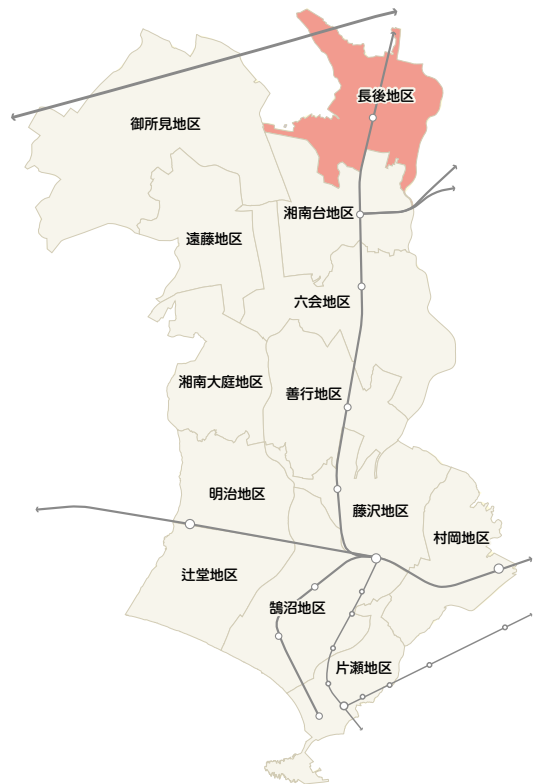 長後地区
御所見地区
湘南台地区
遠藤地区
六会地区
湘南大庭地区
善行地区
明治地区
藤沢地区
村岡地区
辻堂地区
鵠沼地区
片瀬地区